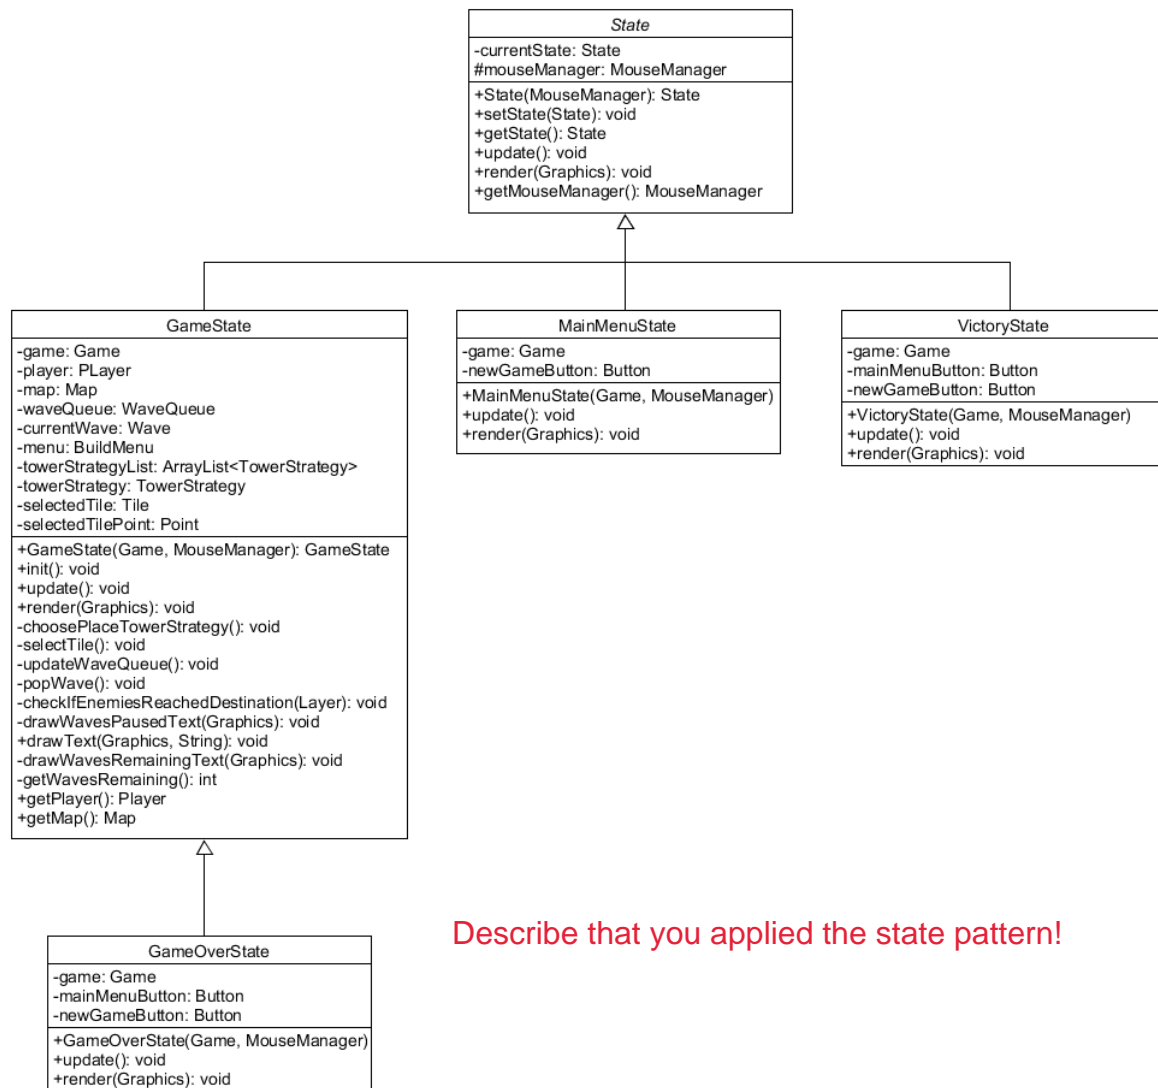 State
-currentState: State
#mouseManager: MouseManager
+State(MouseManager): State
+setState(State): void
+getState(): State
+update(): void
+render(Graphics): void
+getMouseManager(): MouseManager
GameState
-game: Game
-player: PLayer
-map: Map
-waveQueue: WaveQueue
-currentWave: Wave
-menu: BuildMenu
-towerStrategyList: ArrayList<TowerStrategy>
-towerStrategy: TowerStrategy
-selectedTile: Tile
-selectedTilePoint: Point
+GameState(Game, MouseManager): GameState
+init(): void
+update(): void
+render(Graphics): void
-choosePlaceTowerStrategy(): void
-selectTile(): void
-updateWaveQueue(): void
-popWave(): void
-checkIfEnemiesReachedDestination(Layer): void
-drawWavesPausedText(Graphics): void
+drawText(Graphics, String): void
-drawWavesRemainingText(Graphics): void
-getWavesRemaining(): int
+getPlayer(): Player
+getMap(): Map
MainMenuState
-game: Game
-newGameButton: Button
+MainMenuState(Game, MouseManager)
+update(): void
+render(Graphics): void
VictoryState
-game: Game
-mainMenuButton: Button
-newGameButton: Button
+VictoryState(Game, MouseManager)
+update(): void
+render(Graphics): void
Describe that you applied the state pattern!
GameOverState
-game: Game
-mainMenuButton: Button
-newGameButton: Button
+GameOverState(Game, MouseManager)
+update(): void
+render(Graphics): void